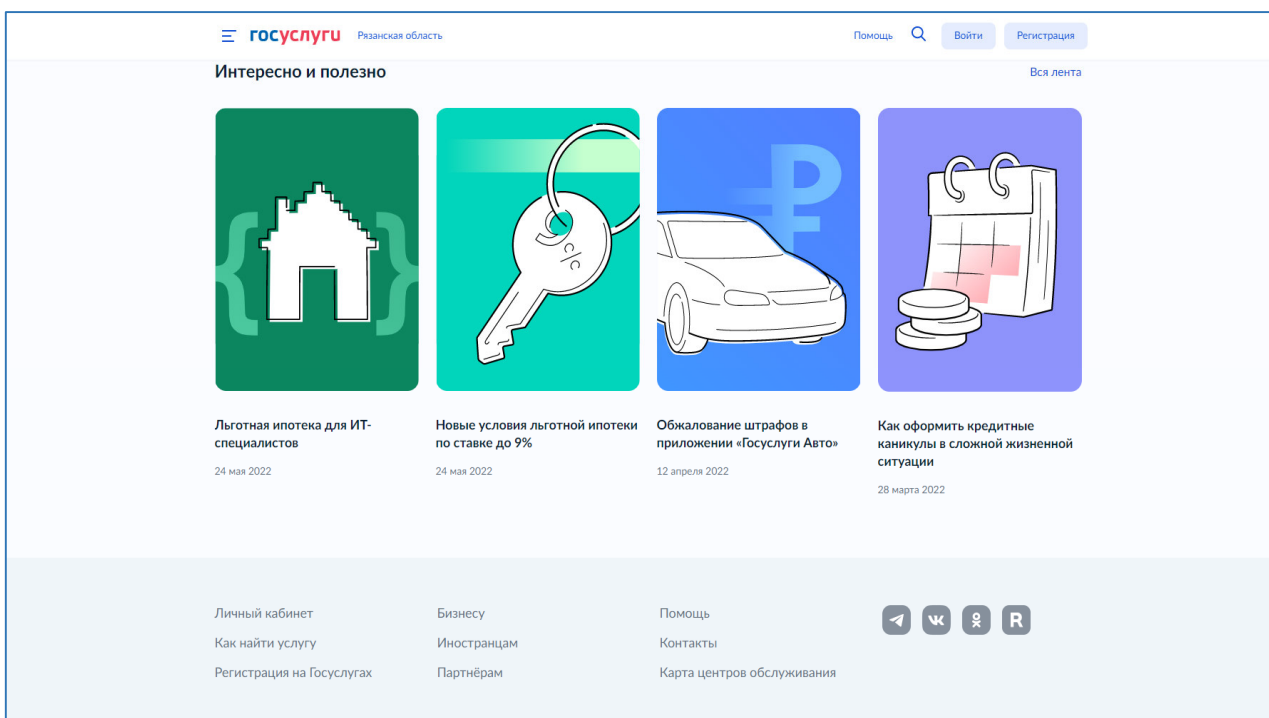 госуслуги Рязанская область Помощь Войти Регистрация
Интересно и полезно Вся лента
Льготная ипотека для ИТ-
специалистов
24 мая 2022
Новые условия льготной ипотеки
по ставке до 9%
24 мая 2022
Обжалование штрафов в
приложении «Госуслуги Авто»
12 апреля 2022
Как оформить кредитные
каникулы в сложной жизненной
ситуации
28 марта 2022
Личный кабинет
Как найти услугу
Регистрация на Госуслугах
Бизнесу
Иностранцам
Партнёрам
Помощь
Контакты
Карта центров обслуживания